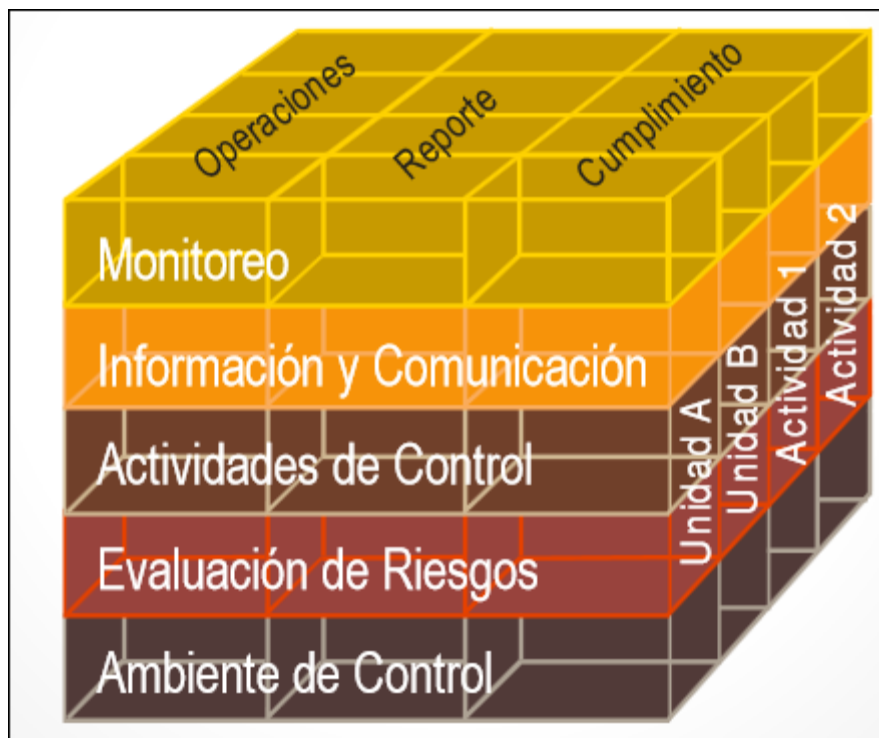 Operaciones
Reporte
Cumplimiento
Monitoreo
Información y Comunicación
Actividades de Control
Evaluación de Riesgos
Ambiente de Control
Unidad A
Unidad B
Actividad 1
Actividad 2